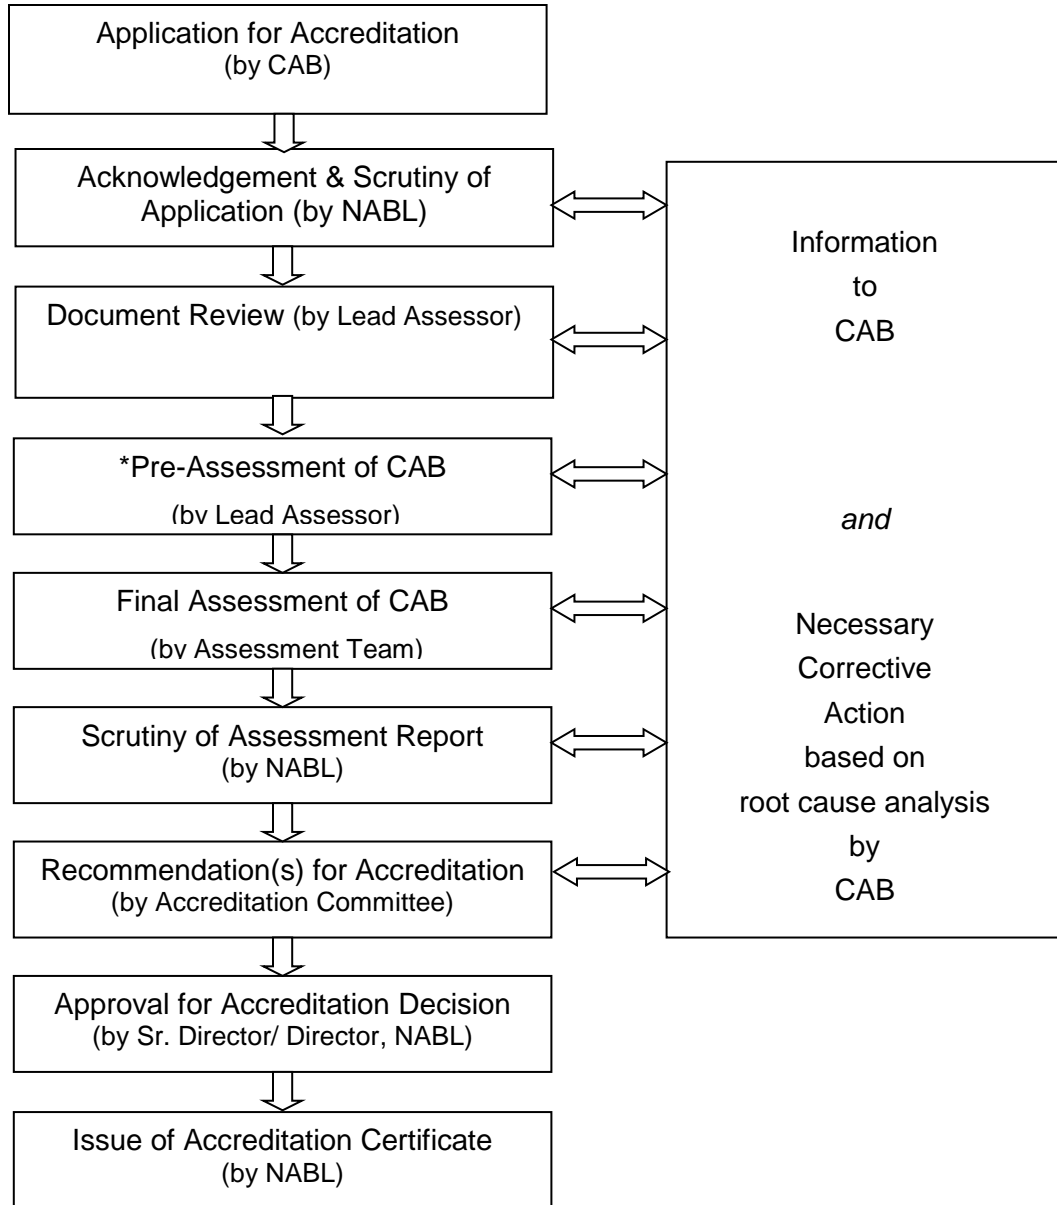 Application for Accreditation
(by CAB)
Acknowledgement & Scrutiny of
Application (by NABL)
Document Review (by Lead Assessor)
*Pre-Assessment of CAB
(by Lead Assessor)
Final Assessment of CAB
(by Assessment Team)
Scrutiny of Assessment Report
(by NABL)
Recommendation(s) for Accreditation
(by Accreditation Committee)
Approval for Accreditation Decision
(by Sr. Director/ Director, NABL)
Issue of Accreditation Certificate
(by NABL)
Information
to
CAB
and
Necessary
Corrective
Action
based on
root cause analysis
by
CAB